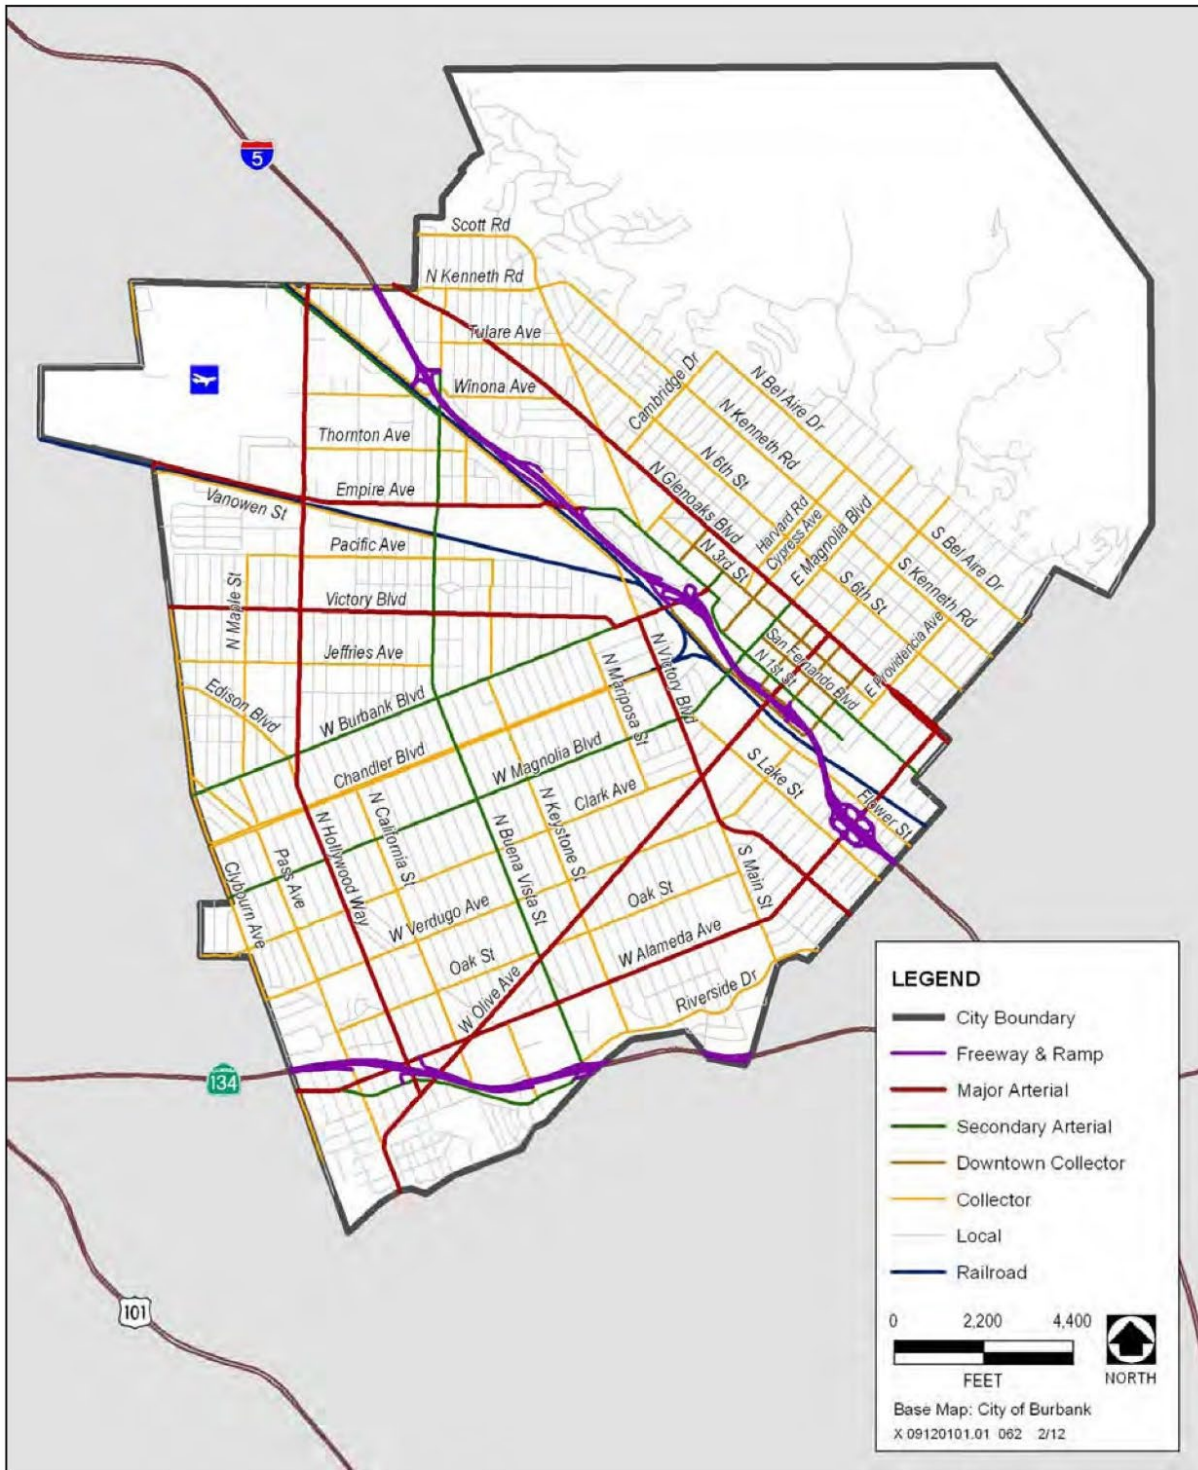 5
Scott Rd
N Kenneth Rd
Tulare Ave
Winona Ave
Cambridge Dr
N Bel Aire Dr
N Kenneth Rd
N 6th St
Thornton Ave
N Glenoaks Blvd
Harvard Rd
Cypress Ave
E Magnolia Blvd
S Bel Aire Dr
Empire Ave
Vanowen St
N 3rd St
S Kenneth Rd
S 6th St
Pacific Ave
N Maple St
Victory Blvd
E Providencia Ave
San Fernando Blvd
N 1st St
Jeffries Ave
N Victory Blvd
N Mariposa St
Edison Blvd
W Burbank Blvd
Chandler Blvd
W Magnolia Blvd
S Lake St
Clark Ave
Flower St
N Hollywood Way
N California St
N Keystone St
N Buena Vista St
Pass Ave
Clybourn Ave
S Main St
W Verdugo Ave
Oak St
Oak St
W Alameda Ave
W Olive Ave
Riverside Dr
134
101
LEGEND
City Boundary
Freeway & Ramp
Major Arterial
Secondary Arterial
Downtown Collector
Collector
Local
Railroad
0 2,200 4,400
FEET
NORTH
Base Map: City of Burbank
X 09120101.01 062 2/12